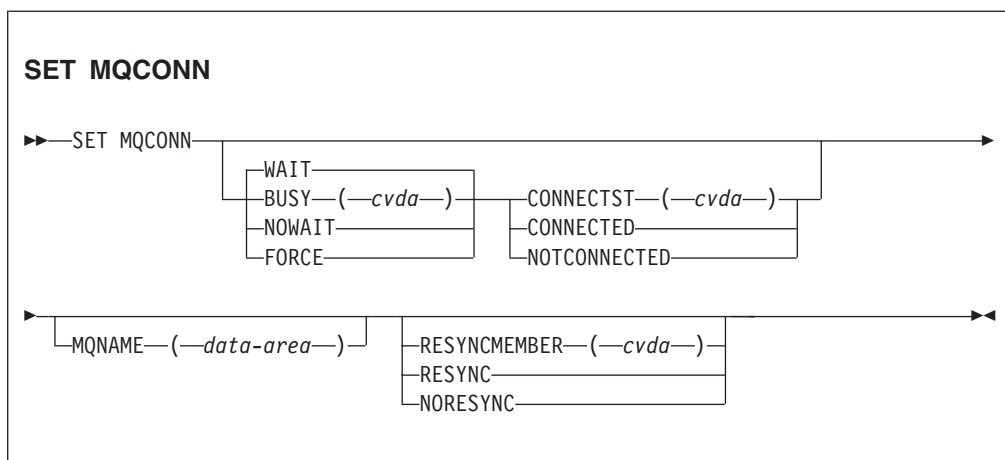 SET MQCONN
SET MQCONN
WAIT
BUSY ( cvda ) CONNECTST ( cvda )
NOWAIT CONNECTED
FORCE NOTCONNECTED
MQNAME ( data-area ) RESYNCMEMBER ( cvda )
RESYNC
NORESYNC